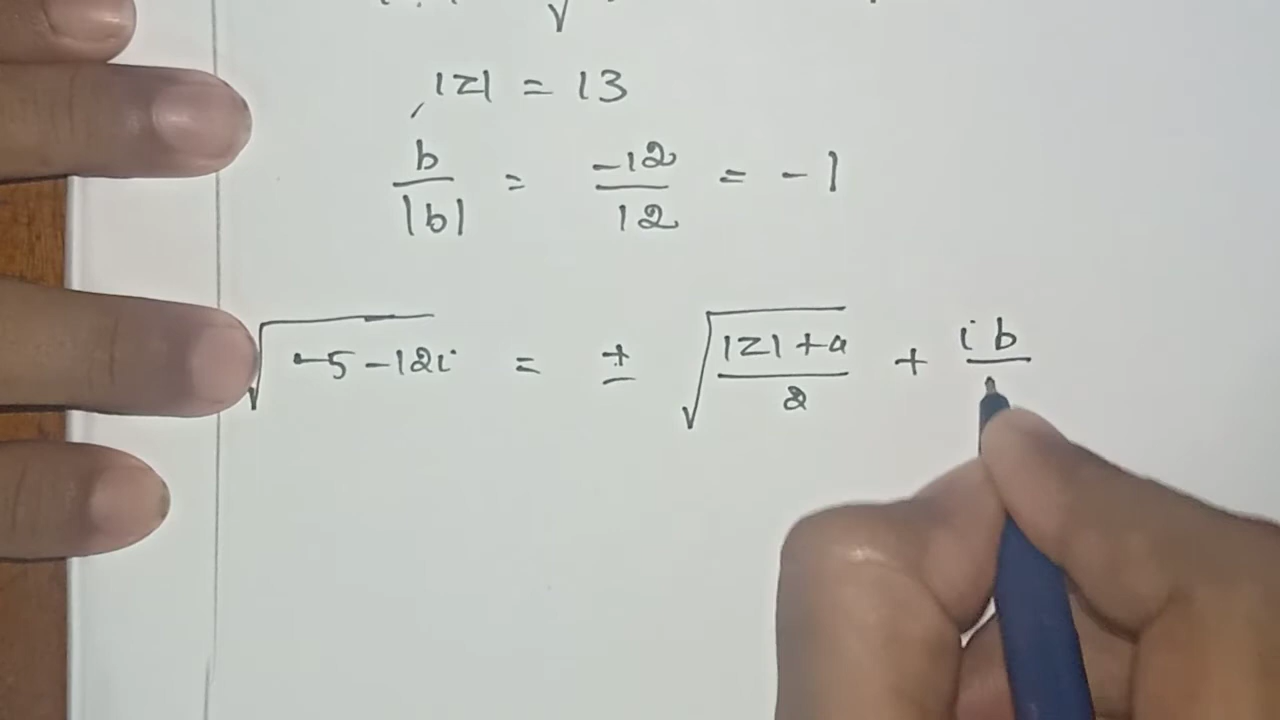 |z| = 13
b/|b| = -12/12 = -1
√-5-12i = ± √|z|+a/2 + ib/